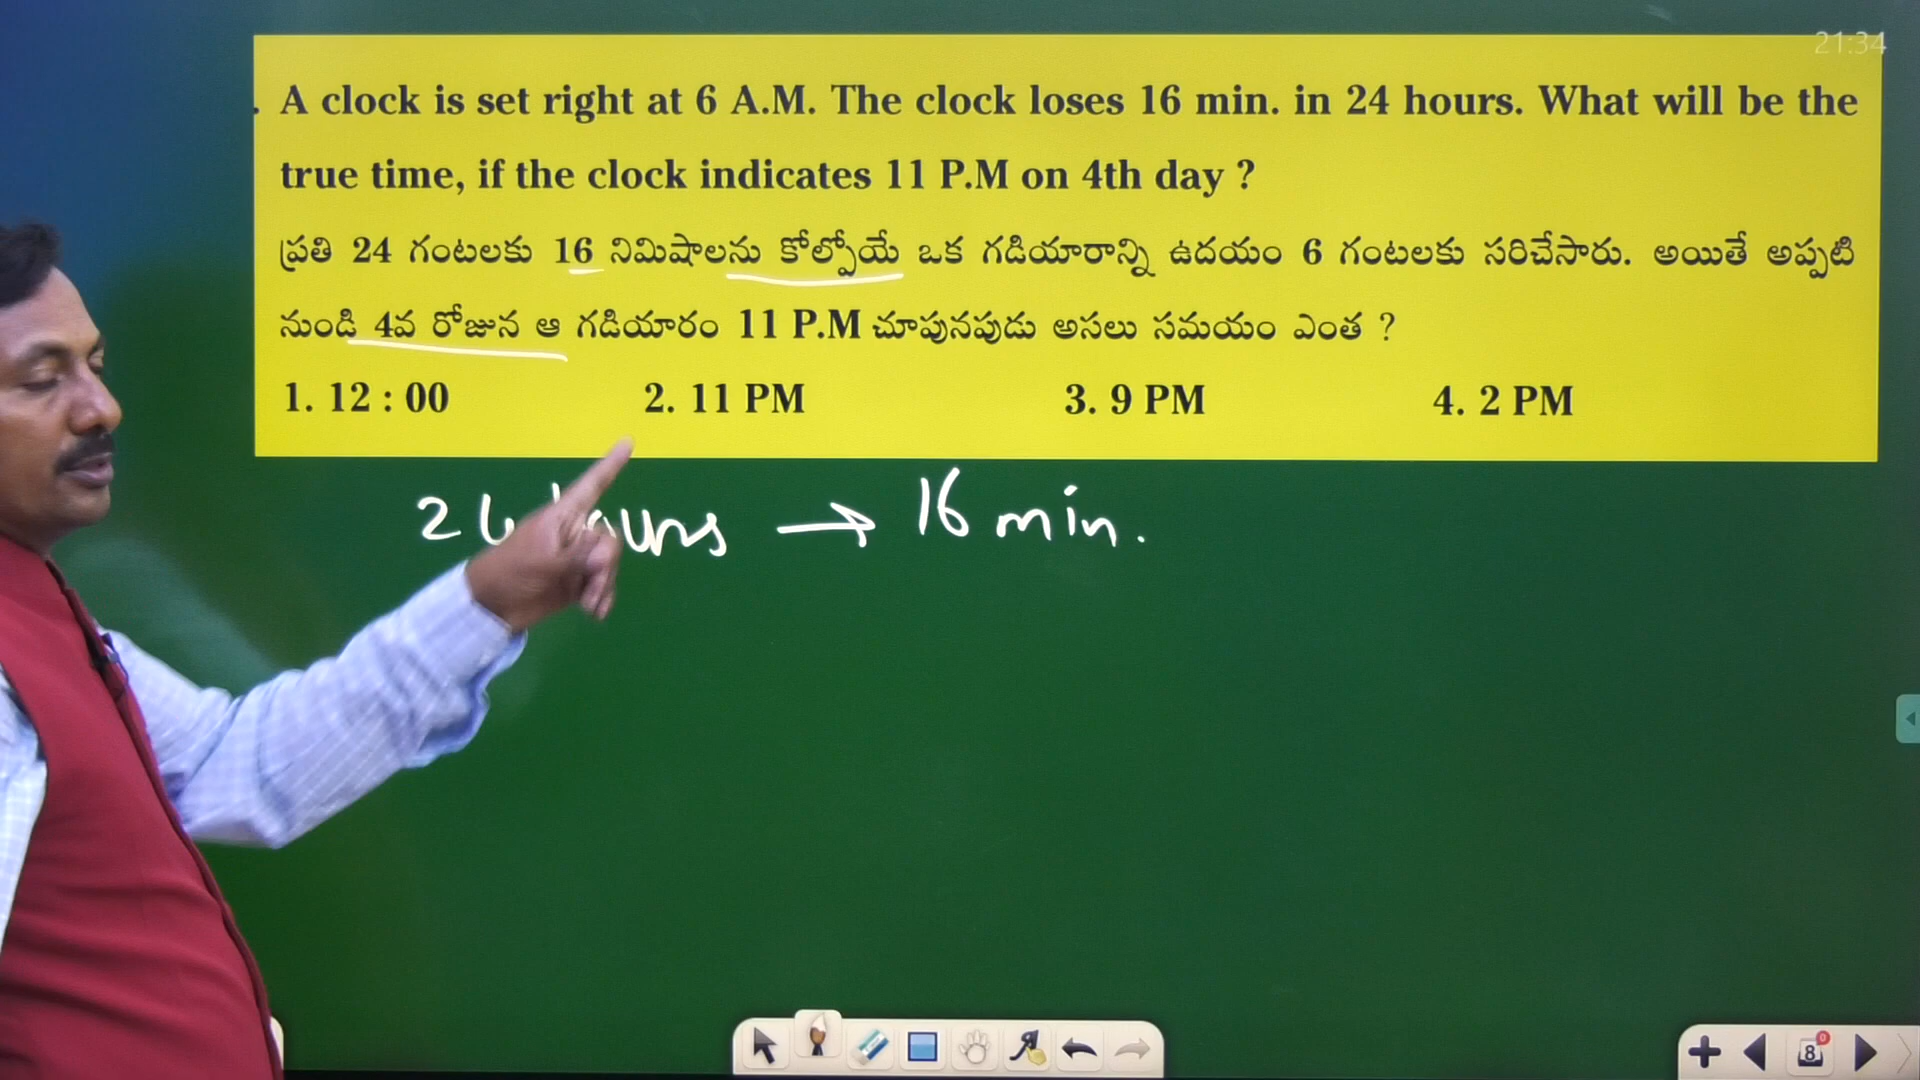 21:34
. A clock is set right at 6 A.M. The clock loses 16 min. in 24 hours. What will be the
true time, if the clock indicates 11 P.M on 4th day ?
ప్రతి 24 గంటలకు 16 నిమిషాలను కోల్పోయే ఒక గడియారాన్ని ఉదయం 6 గంటలకు సరిచేసారు. అయితే అప్పటి
నుండి 4వ రోజున ఆ గడియారం 11 P.M చూపునపుడు అసలు సమయం ఎంత ?
1. 12 : 00 2. 11 PM 3. 9 PM 4. 2 PM
→ 16 min.
8 0